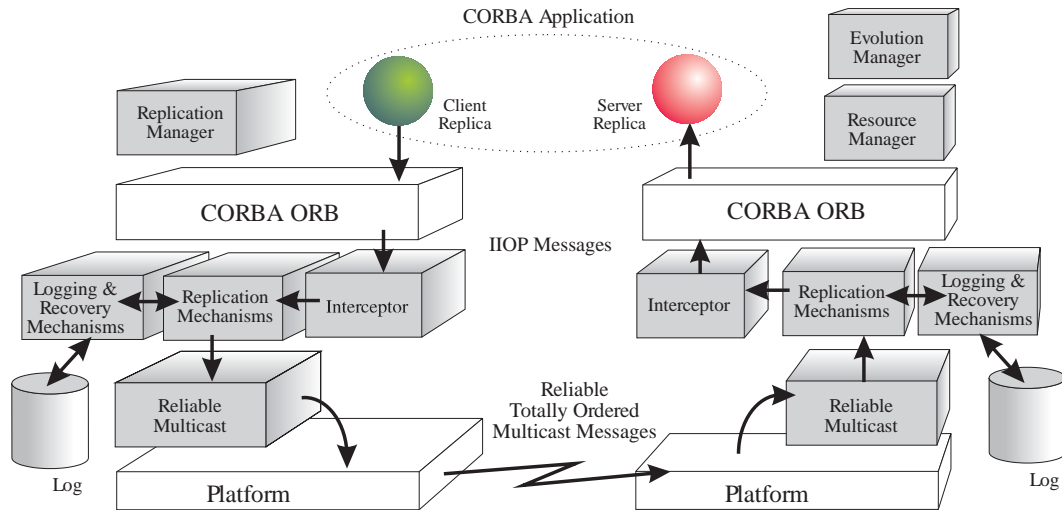 CORBA Application
Evolution
Manager
Replication
Manager
Client
Replica
Server
Replica
Resource
Manager
CORBA ORB
CORBA ORB
IIOP Messages
Logging &
Recovery
Mechanisms
Replication
Mechanisms
Interceptor
Interceptor
Replication
Mechanisms
Logging &
Recovery
Mechanisms
Reliable
Multicast
Reliable
Totally Ordered
Multicast Messages
Reliable
Multicast
Log
Platform
Platform
Log